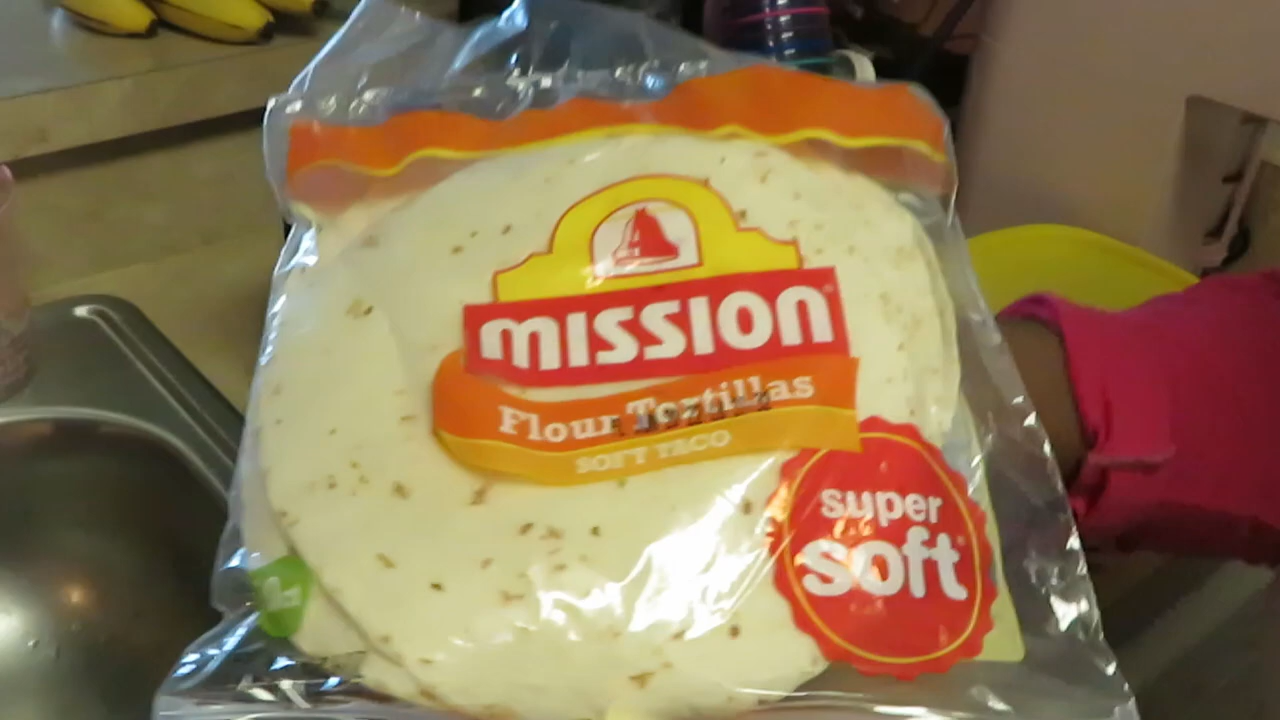 mission
Flour Tortillas
SOFT TACO
super
soft